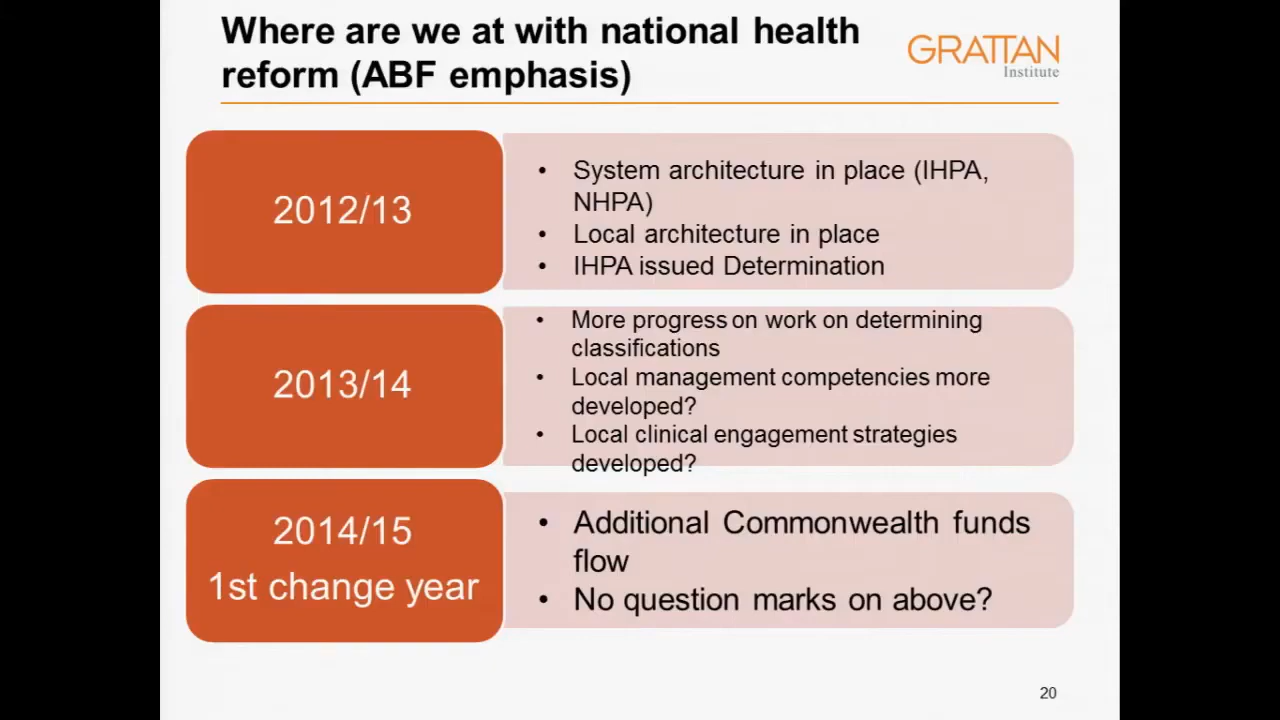 Where are we at with national health
reform (ABF emphasis)
GRATTAN
Institute
2012/13
• System architecture in place (IHPA,
NHPA)
• Local architecture in place
• IHPA issued Determination
2013/14
• More progress on work on determining
classifications
• Local management competencies more
developed?
• Local clinical engagement strategies
developed?
2014/15
1st change year
• Additional Commonwealth funds
flow
• No question marks on above?
20